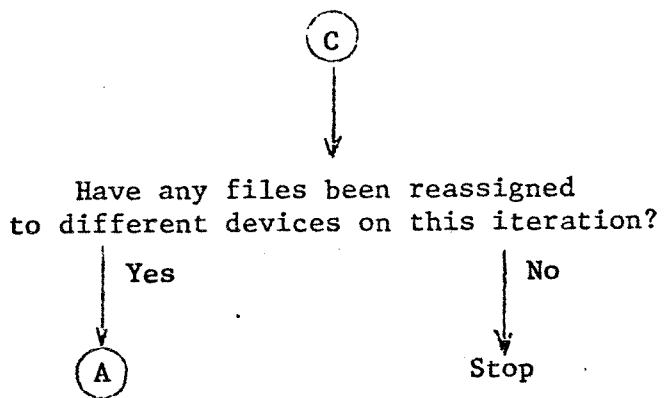 C
Have any files been reassigned
to different devices on this iteration?
Yes
No
A
Stop